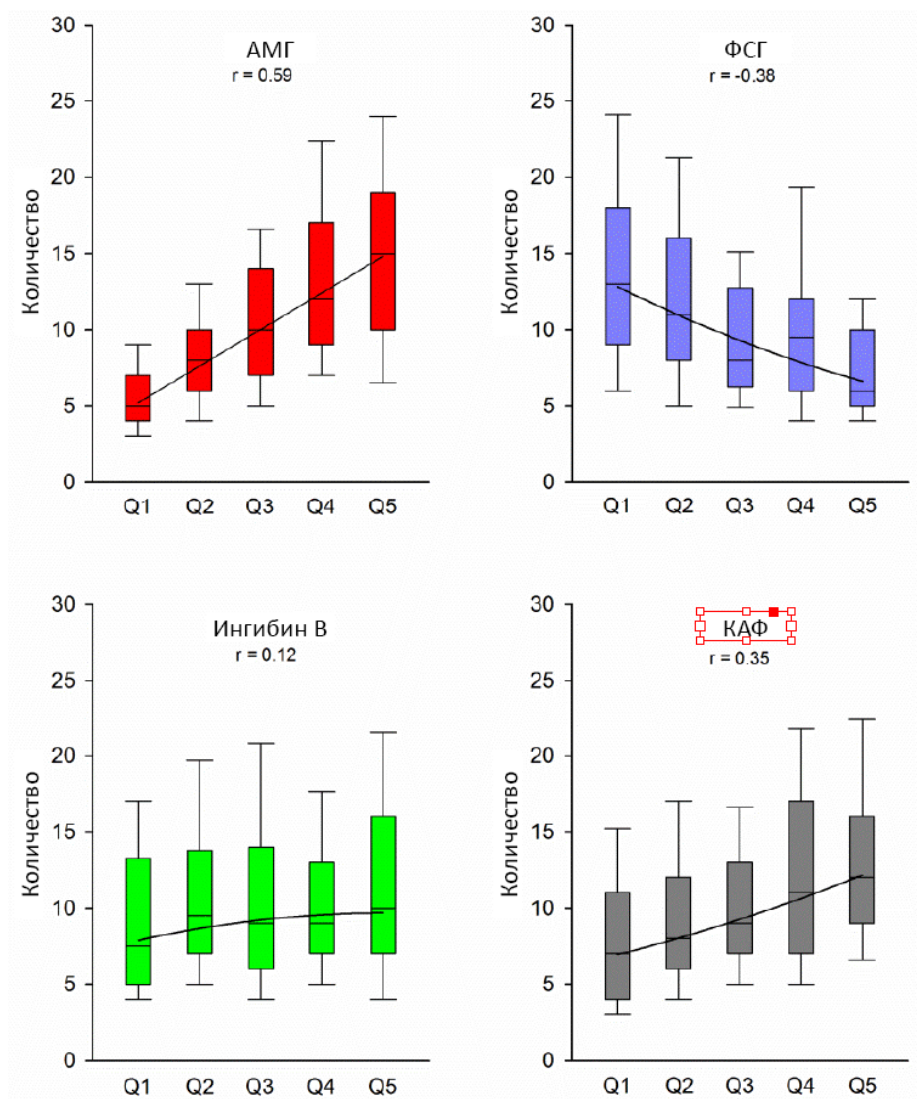 АМГ
r = 0.59
Количество
30
25
20
15
10
5
0
Q1 Q2 Q3 Q4 Q5
ФСГ
r = -0.38
Количество
30
25
20
15
10
5
0
Q1 Q2 Q3 Q4 Q5
Ингибин В
r = 0.12
Количество
30
25
20
15
10
5
0
Q1 Q2 Q3 Q4 Q5
КАФ
r = 0.35
Количество
30
25
20
15
10
5
0
Q1 Q2 Q3 Q4 Q5